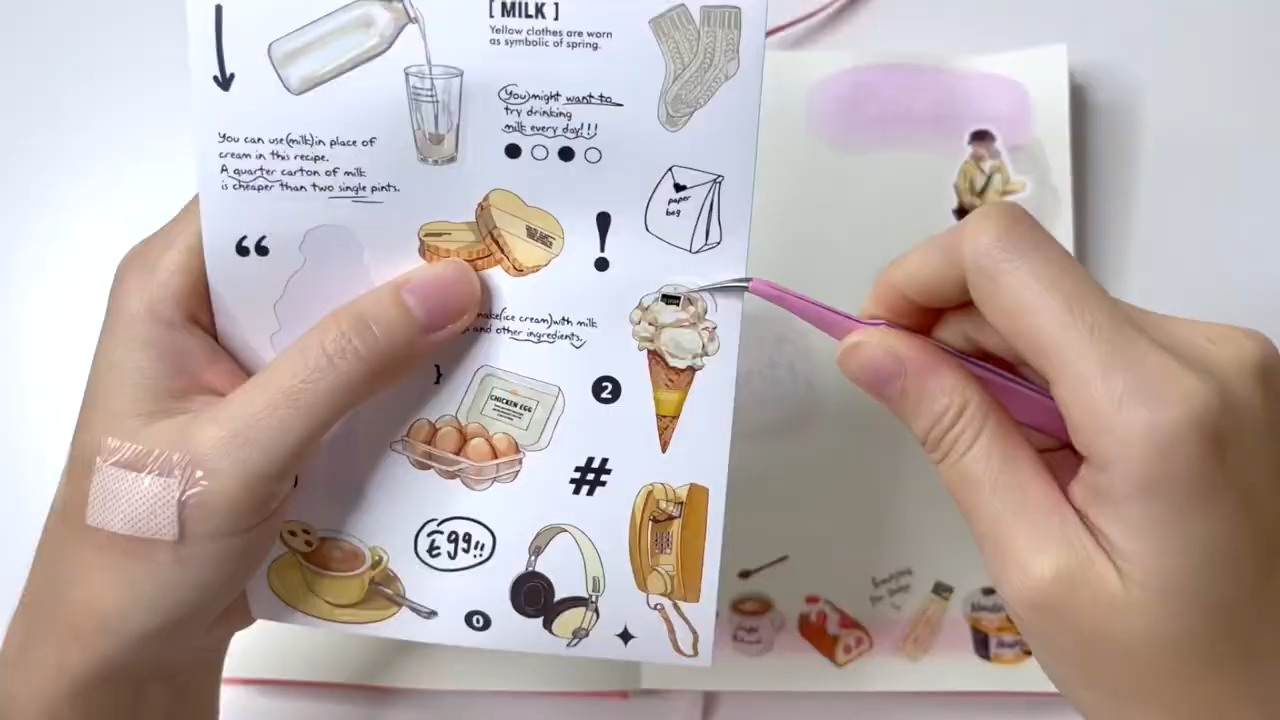 [ MILK ]
Yellow clothes are worn
as symbolic of spring.
You might want to
try drinking
milk every day!!!
You can use (milk) in place of
cream in this recipe.
A quarter carton of milk
is cheaper than two single pints.
paper
bag
“
!
make (ice cream) with milk
and other ingredients.
}
2
CHICKEN EGG
#
Egg!!
0